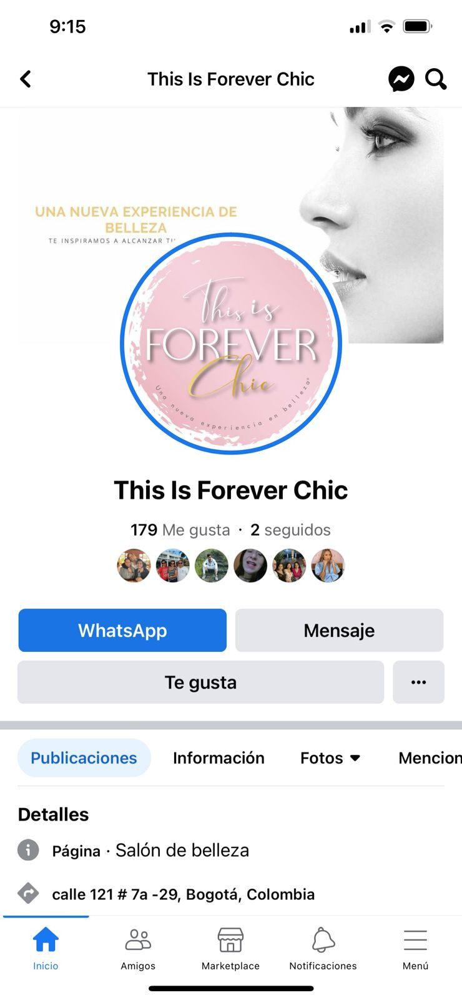 9:15
This Is Forever Chic
UNA NUEVA EXPERIENCIA DE
BELLEZA
TE INSPIRAMOS A ALCANZAR
This is
FOREVER
Chic
Una nueva experiencia en belleza®
This Is Forever Chic
179 Me gusta · 2 seguidos
WhatsApp
Mensaje
Te gusta
Publicaciones
Información
Fotos
Mencion
Detalles
Página · Salón de belleza
calle 121 # 7a -29, Bogotá, Colombia
Inicio
Amigos
Marketplace
Notificaciones
Menú